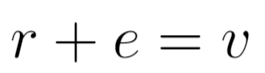 r + e = v